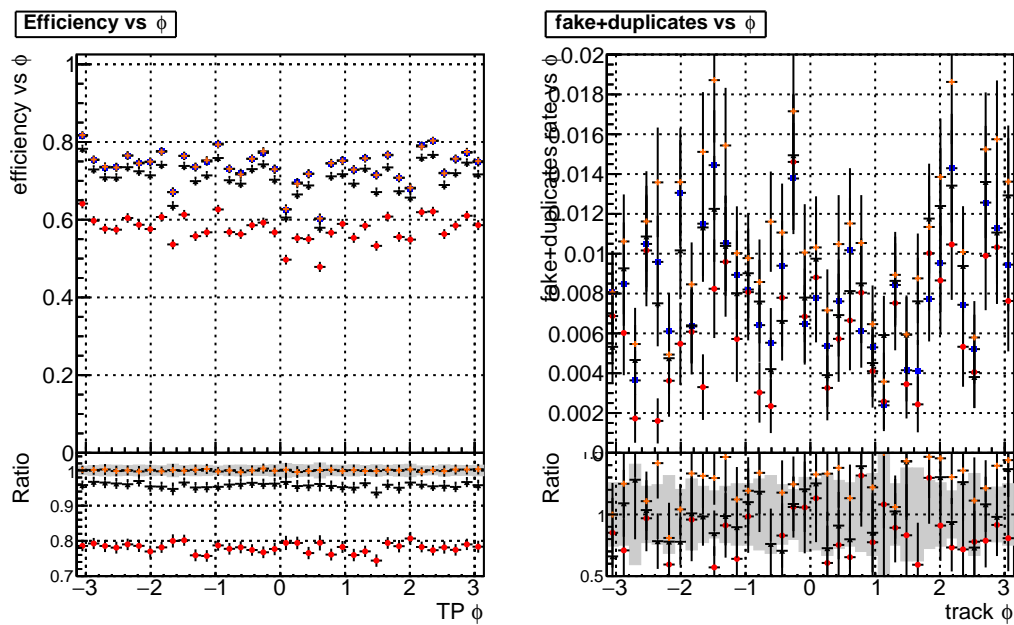 Efficiency vs ϕ
efficiency vs ϕ
1
0.8
0.6
0.4
0.2
0
Ratio
1
0.9
0.8
0.7
−3 −2 −1 0 1 2 3
TP ϕ
fake+duplicates vs ϕ
fake+duplicates rate vs ϕ
0.02
0.018
0.016
0.014
0.012
0.01
0.008
0.006
0.004
0.002
Ratio
1
0.5
−3 −2 −1 0 1 2 3
track ϕ